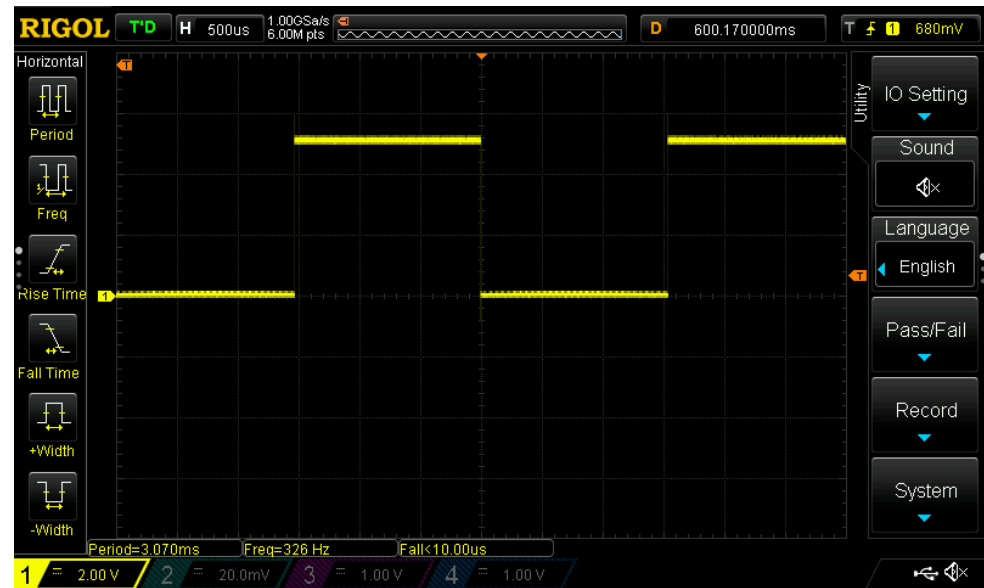 RIGOL T'D H 500us 1.00GSa/s 6.00M pts D 600.170000ms T 1 680mV
Horizontal
Period
Freq
Rise Time
Fall Time
+Width
-Width
T
1
T
Utility
IO Setting
Sound
Language
English
Pass/Fail
Record
System
Period=3.070ms Freq=326 Hz Fall<10.00us
1 = 2.00 V 2 = 20.0mV 3 = 1.00 V 4 = 1.00 V